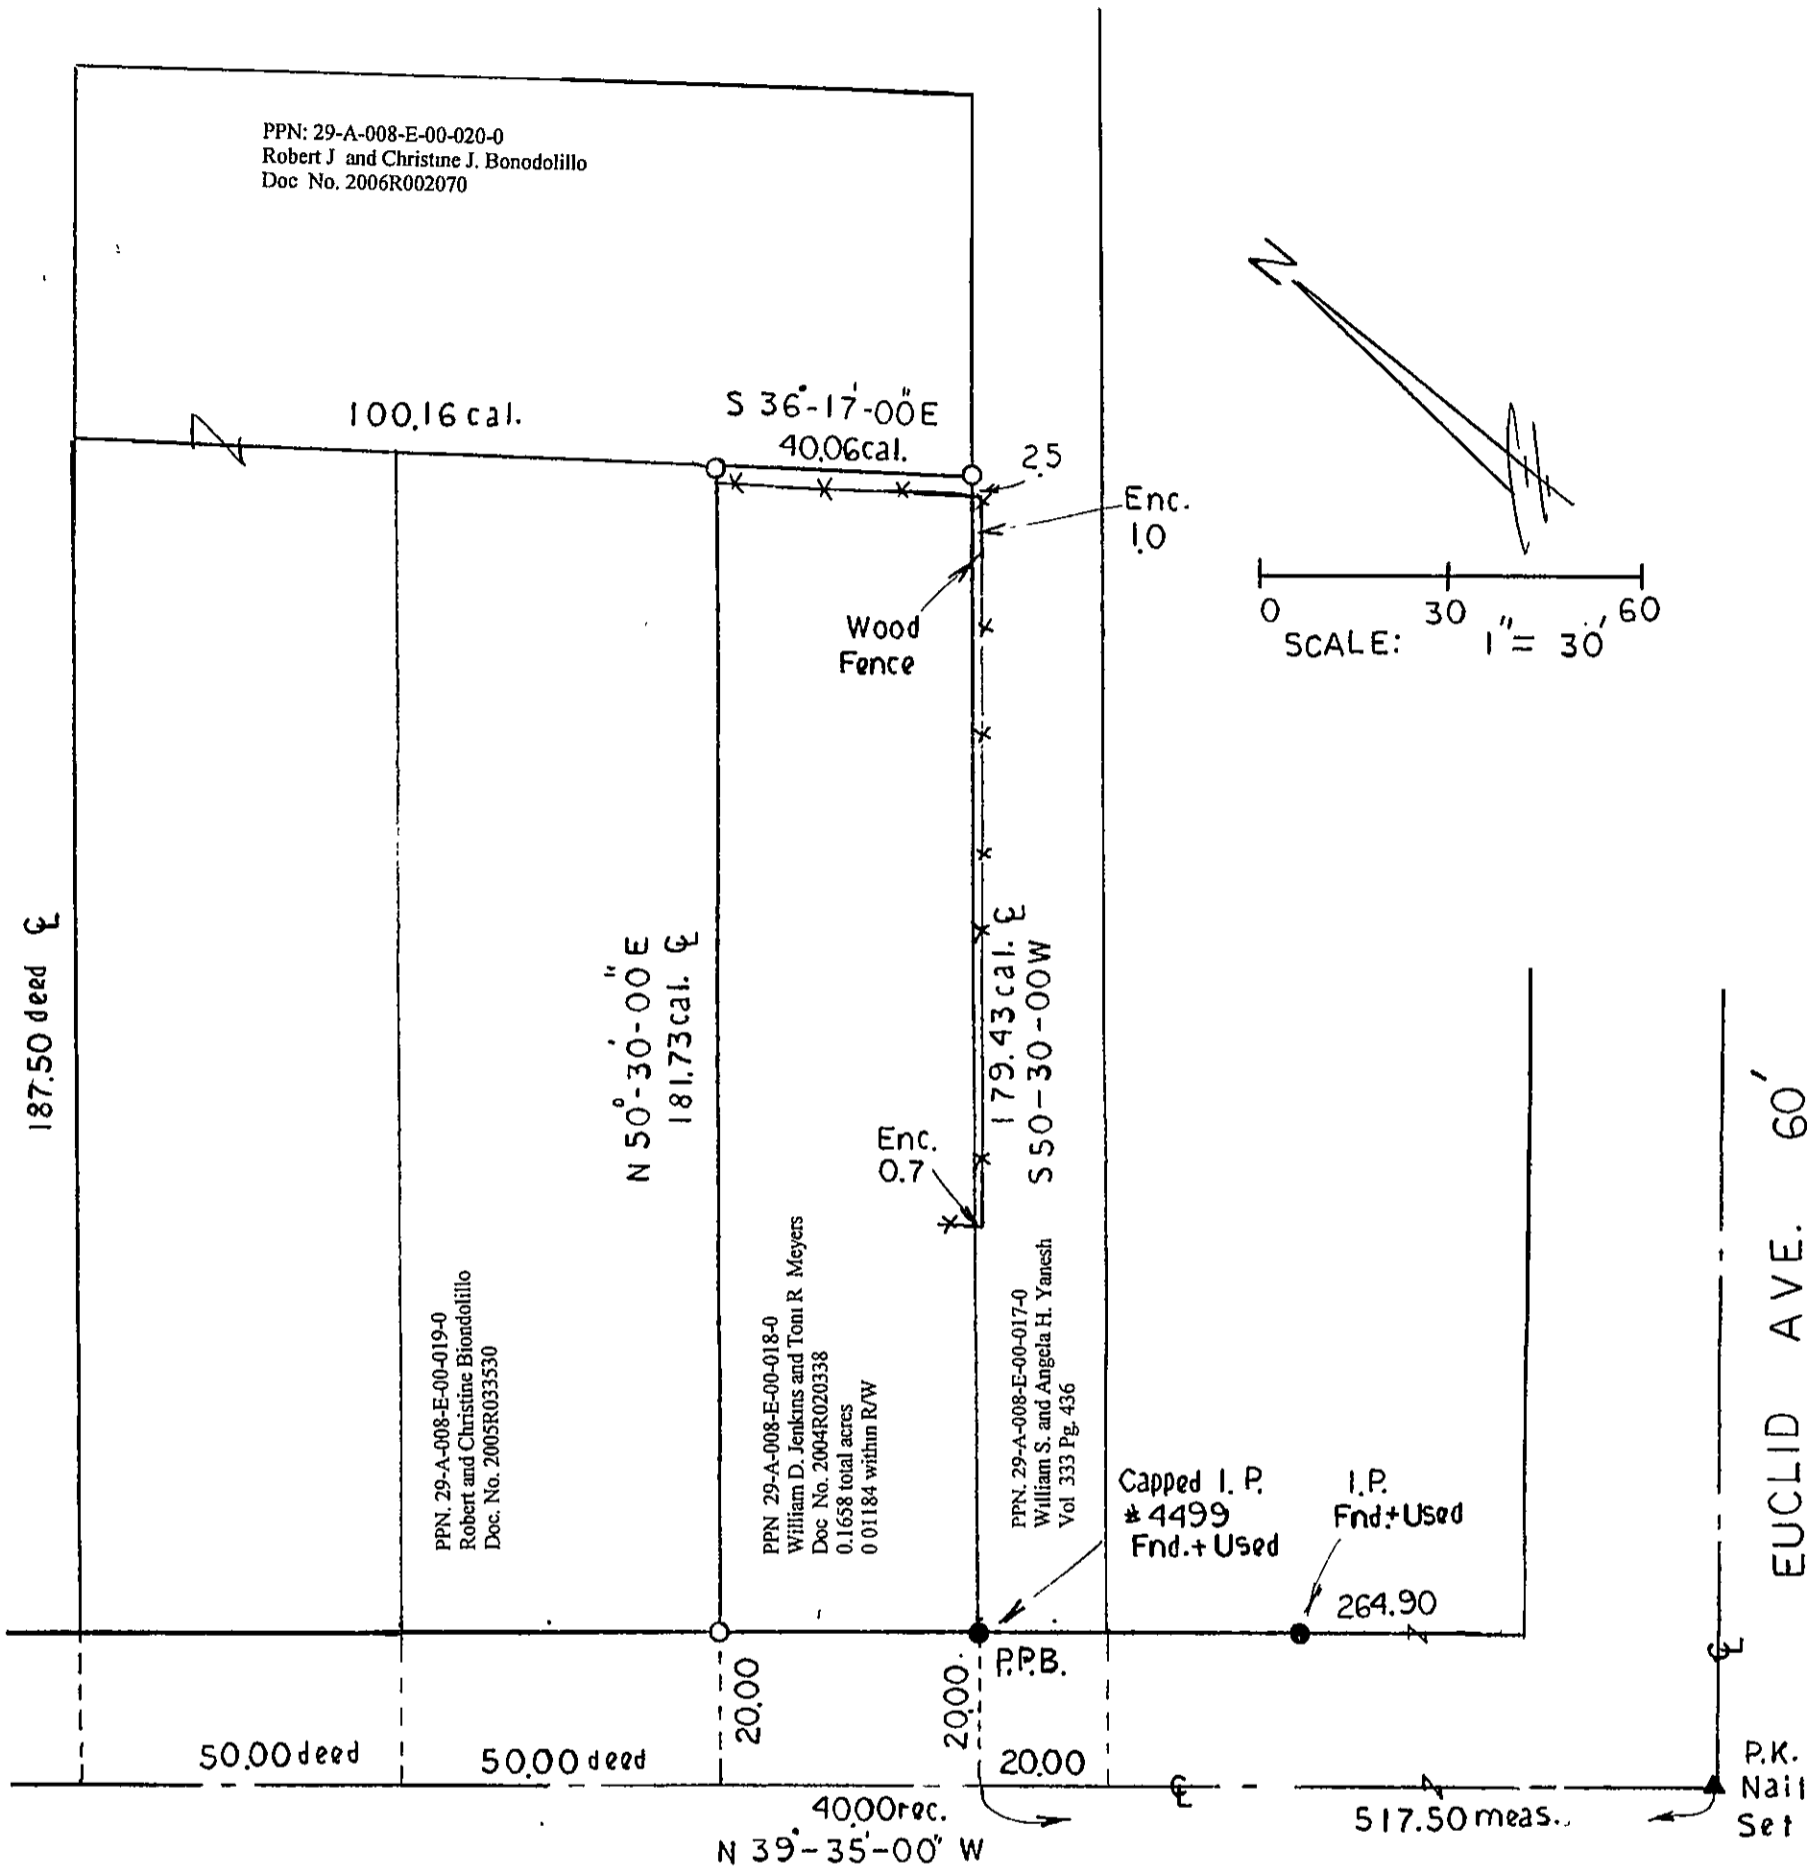 PPN: 29-A-008-E-00-020-0
Robert J and Christine J. Bonodolillo
Doc No. 2006R002070
100.16 cal.
S 36°-17'-00" E
40.06 cal.
2.5
Enc.
1.0
Wood
Fence
N
0 30 60
SCALE: 1" = 30'
187.50 deed ℄
N 50°-30'-00" E
181.73 cal. ℄
179.43 cal. ℄
S 50-30-00 W
Enc.
0.7
PPN. 29-A-008-E-00-019-0
Robert and Christine Biondolillo
Doc. No. 2005R033530
PPN 29-A-008-E-00-018-0
William D. Jenkins and Toni R Meyers
Doc No. 2004R020338
0.1658 total acres
0 01184 within R/W
PPN. 29-A-008-E-00-017-0
William S. and Angela H. Yanesh
Vol 333 Pg. 436
Capped I. P.
#4499
Fnd. + Used
I.P.
Fnd. + Used
264.90
EUCLID AVE. 60'
℄
P.P.B.
20.00
20.00
50.00 deed
50.00 deed
20.00
℄
40.00 rec.
N 39°-35'-00" W
517.50 meas.
P.K.
Nail
Set